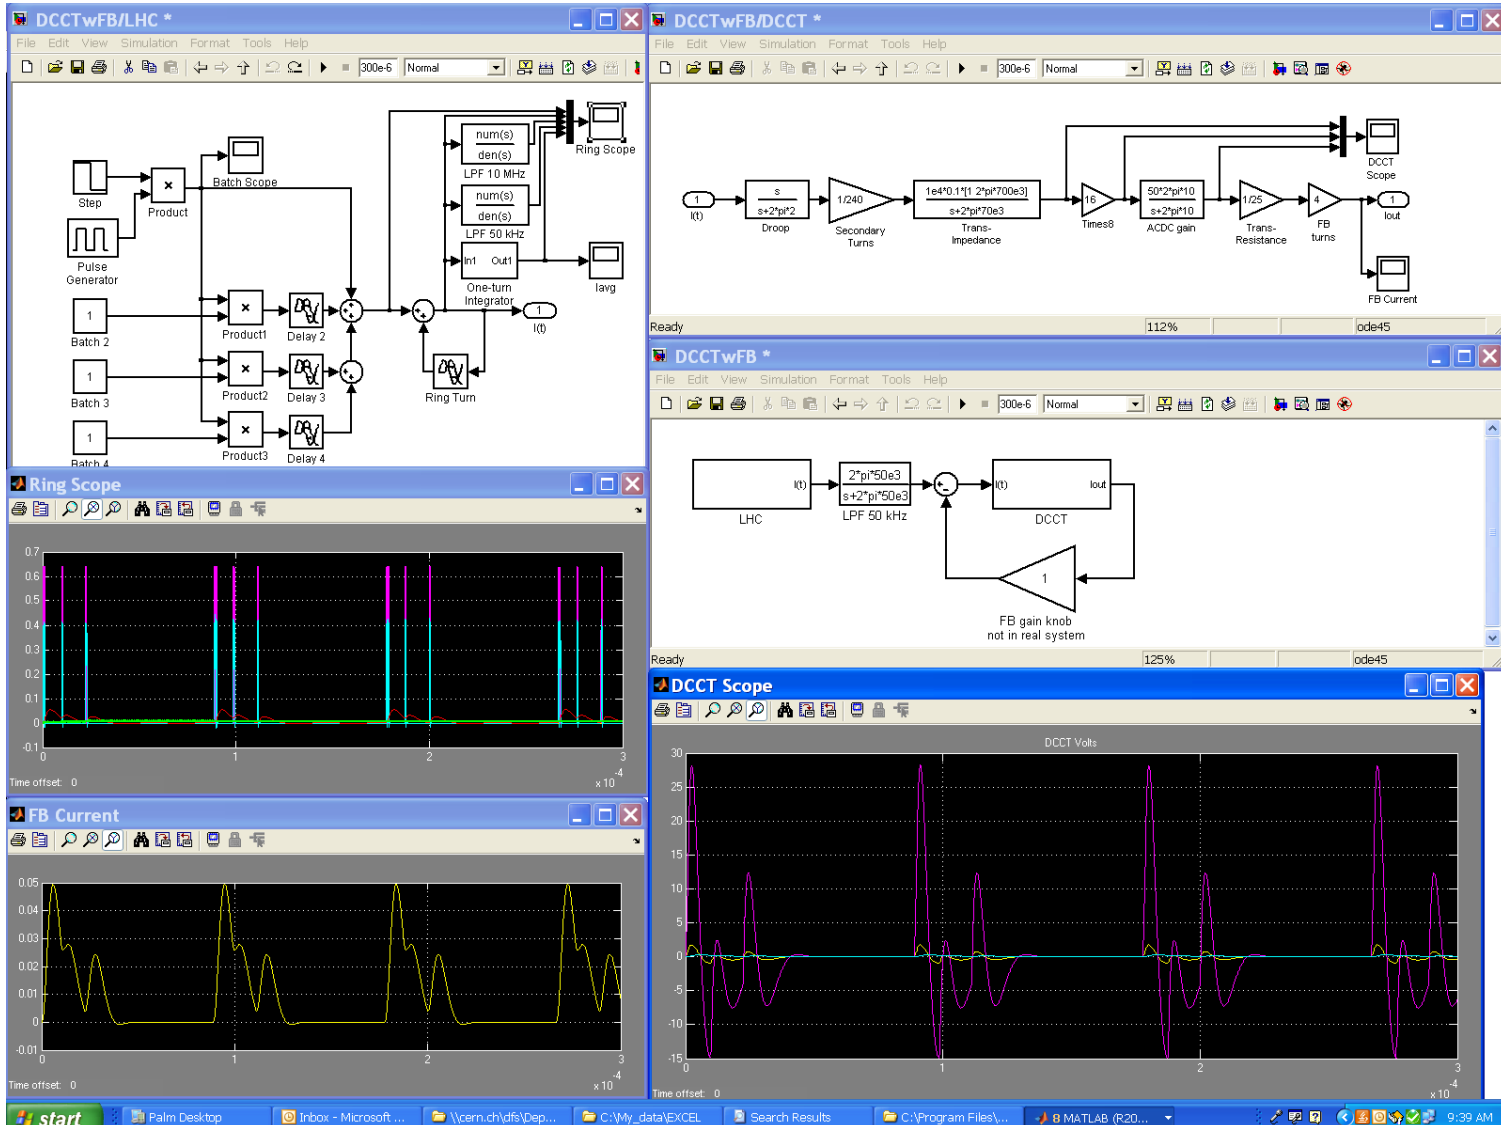 DCCTwFB/LHC *
File Edit View Simulation Format Tools Help
300e-6 Normal
Step
Product
Batch Scope
Pulse
Generator
num(s)
den(s)
LPF 10 MHz
num(s)
den(s)
LPF 50 kHz
Ring Scope
In1 Out1
One-turn
Integrator
Iavg
1
I(t)
1
Batch 2
Product1
Delay 2
1
Batch 3
Product2
Delay 3
Ring Turn
1
Batch 4
Product3
Delay 4
DCCTwFB/DCCT *
File Edit View Simulation Format Tools Help
300e-6 Normal
1
I(t)
s
s+2*pi*2
Droop
1/240
Secondary
Turns
1e4*0.1*[1 2*pi*700e3]
s+2*pi*70e3
Trans-
Impedance
16
Times8
50*2*pi*10
s+2*pi*10
ACDC gain
1/25
Trans-
Resistance
4
FB
turns
DCCT
Scope
1
Iout
FB Current
Ready 112% ode45
DCCTwFB *
File Edit View Simulation Format Tools Help
300e-6 Normal
I(t)
LHC
2*pi*50e3
s+2*pi*50e3
LPF 50 kHz
I(t) Iout
DCCT
1
FB gain knob
not in real system
Ready 125% ode45
Ring Scope
0.7
0.6
0.5
0.4
0.3
0.2
0.1
0
-0.1
0 1 2 3
x 10
-4
Time offset: 0
FB Current
0.05
0.04
0.03
0.02
0.01
0
-0.01
0 1 2 3
x 10
-4
Time offset: 0
DCCT Scope
DCCT Volts
30
25
20
15
10
5
0
-5
-10
-15
0 1 2 3
x 10
-4
Time offset: 0
start
Palm Desktop
Inbox - Microsoft ...
\\cern.ch\dfs\Dep...
C:\My_data\EXCEL
Search Results
C:\Program Files\...
8 MATLAB (R20...
9:39 AM